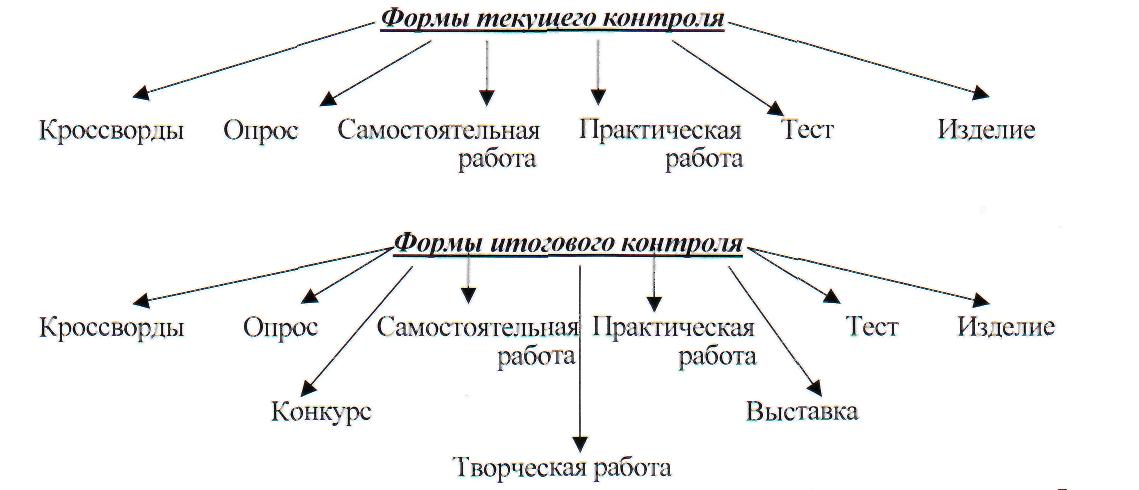 Формы текущего контроля
Кроссворды Опрос Самостоятельная Практическая Тест Изделие
работа работа
Формы итогового контроля
Кроссворды Опрос Самостоятельная Практическая Тест Изделие
работа работа
Конкурс Выставка
Творческая работа